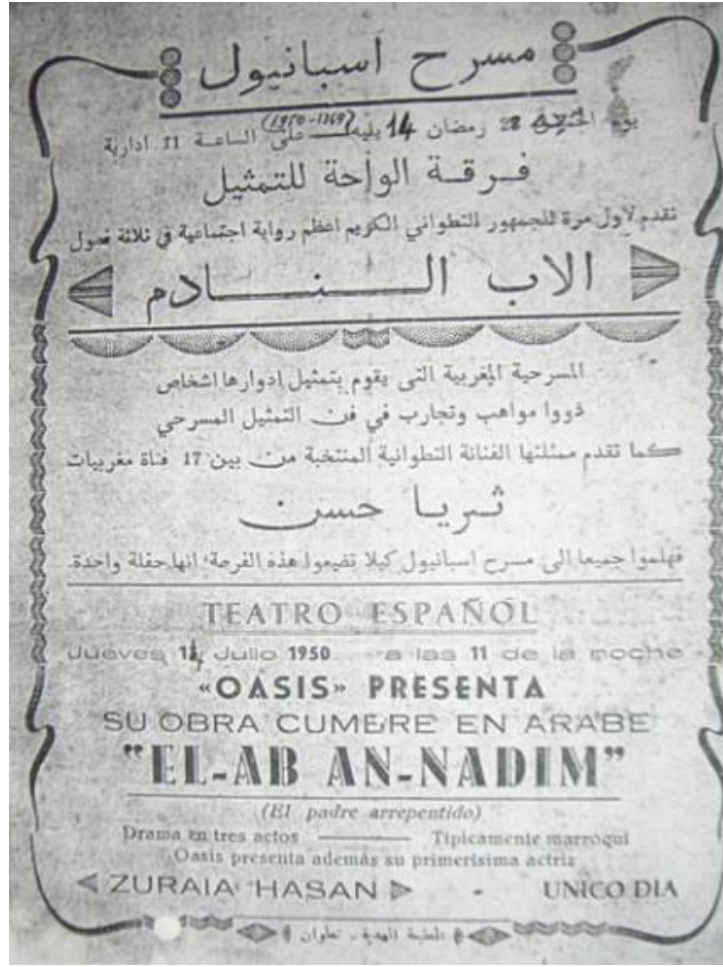 مسرح اسبانيول
يوم 28 رمضان 14 يليه (1369-1950) على الساعة 11 ادارية
فرقة الواحة للتمثيل
تقدم لاول مرة للجمهور التطواني الكريم اعظم رواية اجتماعية في ثلاثة فصول
الاب النادم
المسرحية المغربية التى يقوم بتمثيل ادوارها اشخاص
ذووا مواهب وتجارب في فن التمثيل المسرحي
كما تقدم ممثلتها الفنانة التطوانية المنتخبة من بين 17 فتاة مغربيات
ثريا حسن
فهلموا جميعا الى مسرح اسبانيول كيلا تضيعوا هذه الفرصة، انها حفلة واحدة.
TEATRO ESPAÑOL
Jueves 14 Julio 1950 a las 11 de la noche
«OASIS» PRESENTA
SU OBRA CUMBRE EN ARABE
"EL-AB AN-NADIM"
(El padre arrepentido)
Drama en tres actos Tipicamente marroqui
Oasis presenta además su primerísima actriz
ZURAIA HASAN - UNICO DIA
المطبعة المهدية - تطوان